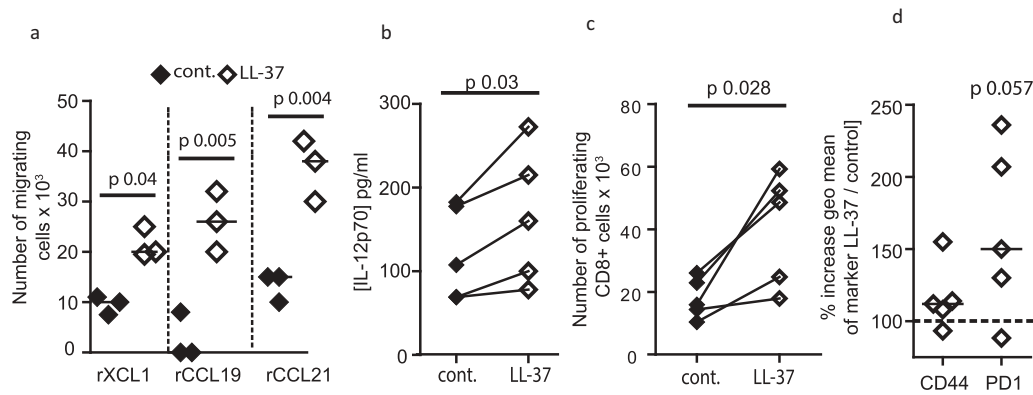 a
cont. LL-37
Number of migrating
cells x 10³
50
40
30
20
10
0
p 0.04
p 0.005
p 0.004
rXCL1
rCCL19
rCCL21
b
p 0.03
[IL-12p70] pg/ml
300
200
100
0
cont.
LL-37
c
p 0.028
Number of proliferating
CD8+ cells x 10³
80
60
40
20
0
cont.
LL-37
d
p 0.057
% increase geo mean
of marker LL-37 / control]
250
200
150
100
CD44
PD1